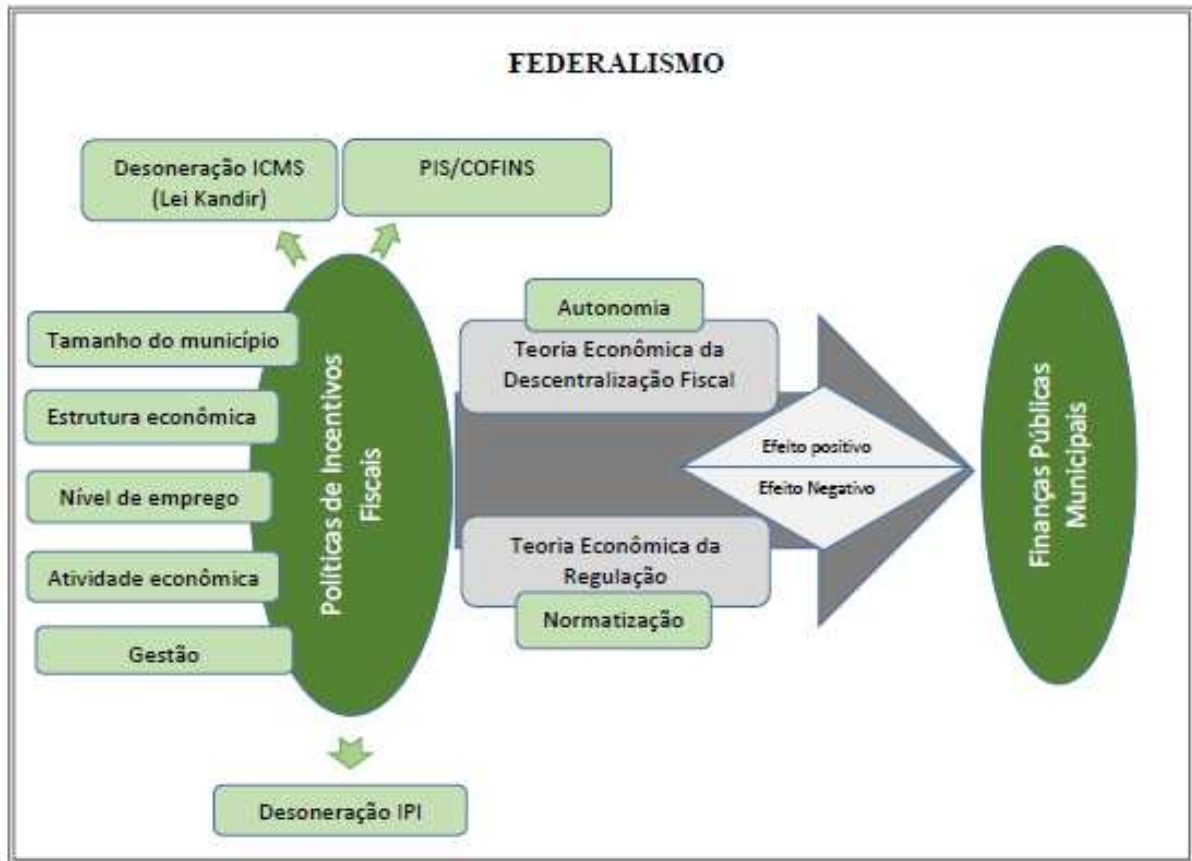 FEDERALISMO
Desoneração ICMS
(Lei Kandir)
PIS/COFINS
Tamanho do município
Estrutura econômica
Nível de emprego
Atividade econômica
Gestão
Políticas de Incentivos
Fiscais
Autonomia
Teoria Econômica da
Descentralização Fiscal
Efeito positivo
Efeito Negativo
Teoria Econômica da
Regulação
Normatização
Finanças Públicas
Municipais
Desoneração IPI